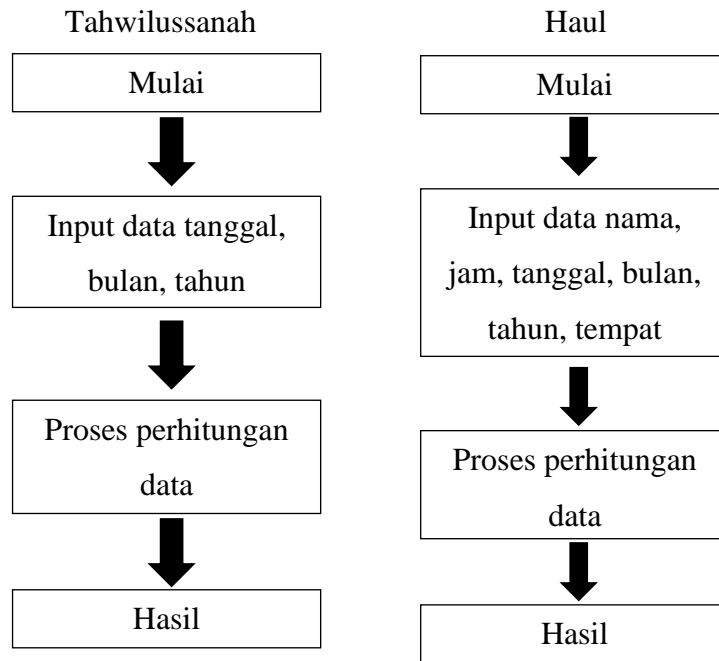 Tahwilussanah
Mulai
Input data tanggal,
bulan, tahun
Proses perhitungan
data
Hasil
Haul
Mulai
Input data nama,
jam, tanggal, bulan,
tahun, tempat
Proses perhitungan
data
Hasil